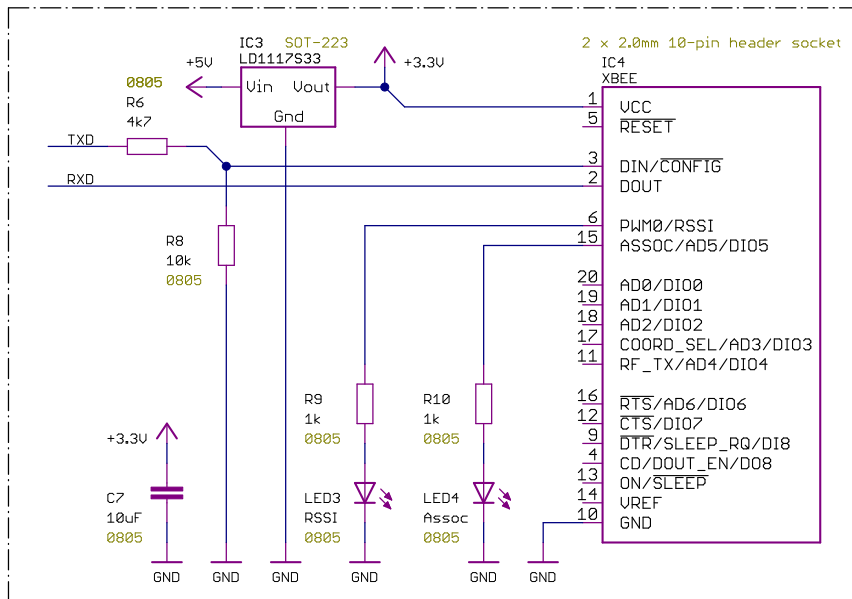 IC3 SOT-223
LD1117S33
+5V
Vin Vout
Gnd
+3.3V
2 x 2.0mm 10-pin header socket
IC4
XBEE
0805
R6
4k7
TXD
RXD
R8
10k
0805
1 VCC
5 RESET
3 DIN/CONFIG
2 DOUT
6 PWM0/RSSI
15 ASSOC/AD5/DIO5
20 AD0/DIO0
19 AD1/DIO1
18 AD2/DIO2
17 COORD_SEL/AD3/DIO3
11 RF_TX/AD4/DIO4
16 RTS/AD6/DIO6
12 CTS/DIO7
9 DTR/SLEEP_RQ/DI8
4 CD/DOUT_EN/DO8
13 ON/SLEEP
14 VREF
10 GND
R9
1k
0805
R10
1k
0805
+3.3V
C7
10uF
0805
LED3
RSSI
0805
LED4
Assoc
0805
GND GND GND GND GND GND